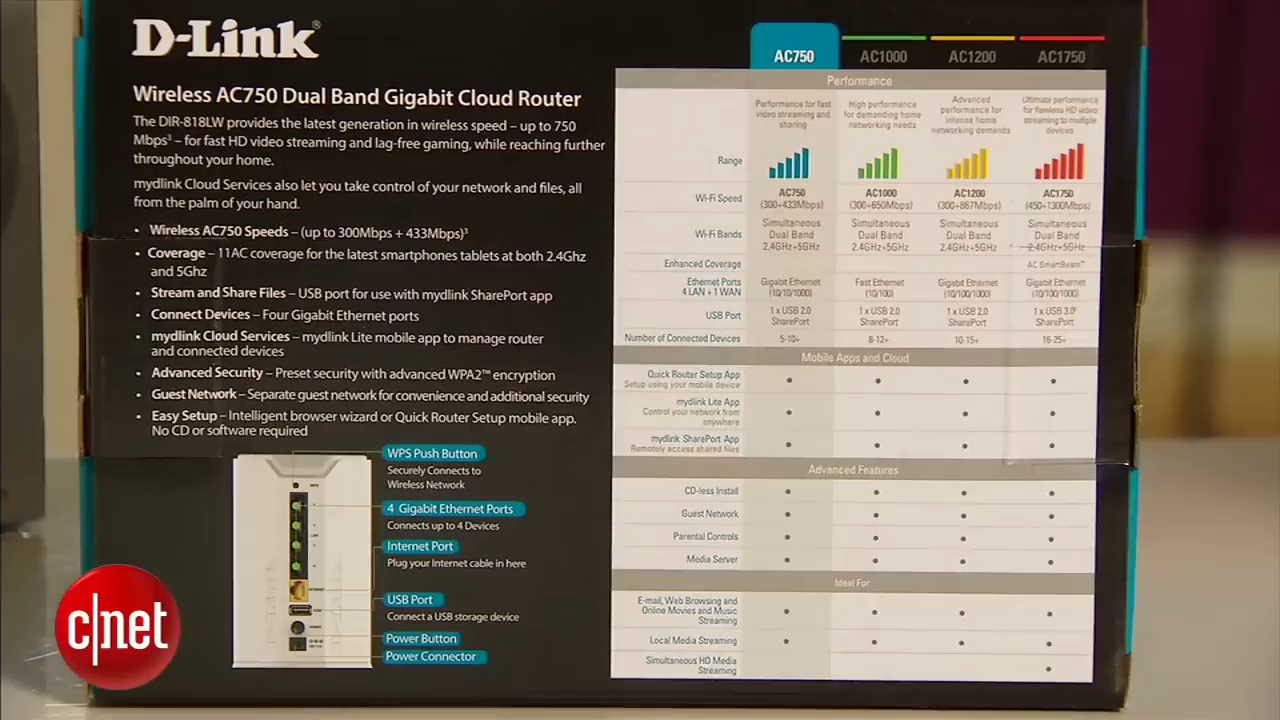 D-Link®
Wireless AC750 Dual Band Gigabit Cloud Router
The DIR-818LW provides the latest generation in wireless speed – up to 750
Mbps³ – for fast HD video streaming and lag-free gaming, while reaching further
throughout your home.
mydlink Cloud Services also let you take control of your network and files, all
from the palm of your hand.
• Wireless AC750 Speeds – (up to 300Mbps + 433Mbps)³
• Coverage – 11AC coverage for the latest smartphones tablets at both 2.4Ghz
and 5Ghz
• Stream and Share Files – USB port for use with mydlink SharePort app
• Connect Devices – Four Gigabit Ethernet ports
• mydlink Cloud Services – mydlink Lite mobile app to manage router
and connected devices
• Advanced Security – Preset security with advanced WPA2™ encryption
• Guest Network – Separate guest network for convenience and additional security
• Easy Setup – Intelligent browser wizard or Quick Router Setup mobile app.
No CD or software required
WPS Push Button
Securely Connects to
Wireless Network
4 Gigabit Ethernet Ports
Connects up to 4 Devices
Internet Port
Plug your Internet cable in here
USB Port
Connect a USB storage device
Power Button
Power Connector
AC750 AC1000 AC1200 AC1750
Performance
Performance for fast video streaming and sharing
High performance for demanding home networking needs
Advanced performance for intense home networking demands
Ultimate performance for flawless HD video streaming to multiple devices
Range
Wi-Fi Speed AC750 (300+433Mbps) AC1000 (300+650Mbps) AC1200 (300+867Mbps) AC1750 (450+1300Mbps)
Wi-Fi Bands Simultaneous Dual Band 2.4GHz+5GHz Simultaneous Dual Band 2.4GHz+5GHz Simultaneous Dual Band 2.4GHz+5GHz Simultaneous Dual Band 2.4GHz+5GHz
Enhanced Coverage AC SmartBeam™
Ethernet Ports 4 LAN + 1 WAN Gigabit Ethernet (10/10/1000) Fast Ethernet (10/100) Gigabit Ethernet (10/100/1000) Gigabit Ethernet (10/100/1000)
USB Port 1 x USB 2.0 SharePort 1 x USB 2.0 SharePort 1 x USB 2.0 SharePort 1 x USB 3.0 SharePort
Number of Connected Devices 5-10+ 8-12+ 10-15+ 16-25+
Mobile Apps and Cloud
Quick Router Setup App • • • •
Setup using your mobile device
mydlink Lite App • • • •
Control your network from
anywhere
mydlink SharePort App • • • •
Remotely access shared files
Advanced Features
CD-less Install • • • •
Guest Network • • • •
Parental Controls • • • •
Media Server • • • •
Ideal For
E-mail, Web Browsing and
Online Movies and Music • • • •
Streaming
Local Media Streaming • • • •
Simultaneous HD Media
Streaming •
c|net